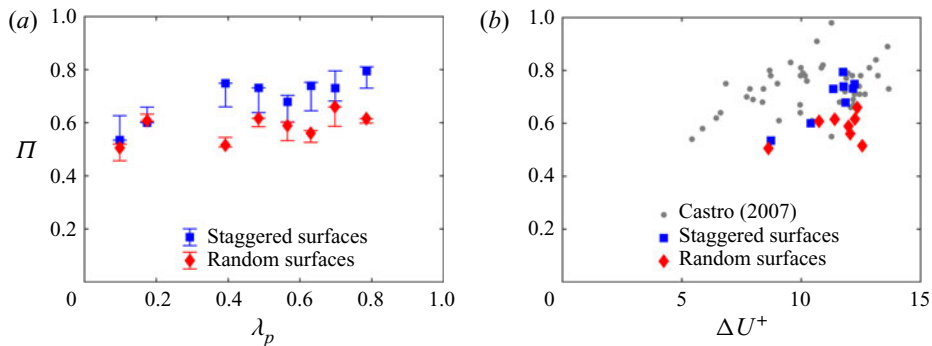 (a)
1.0
0.8
0.6
0.4
0.2
Π
Staggered surfaces
Random surfaces
0
0.2
0.4
0.6
0.8
1.0
λp
(b)
1.0
0.8
0.6
0.4
0.2
Castro (2007)
Staggered surfaces
Random surfaces
0
5
10
15
ΔU+